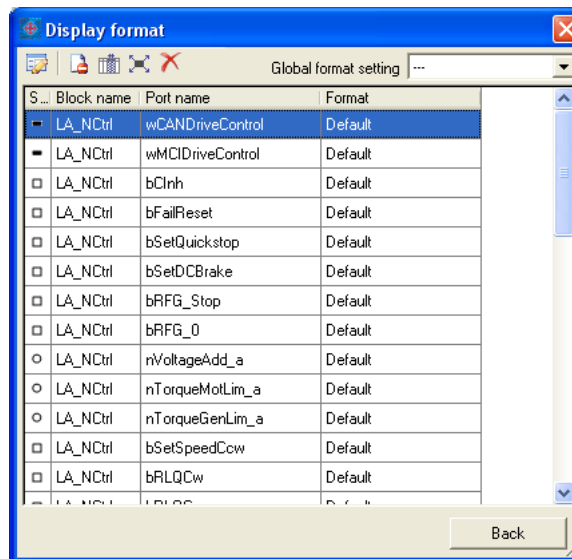 Display format
Global format setting ---
S... Block name Port name Format
LA_NCtrl wCANDriveControl Default
LA_NCtrl wMCIDriveControl Default
LA_NCtrl bCInh Default
LA_NCtrl bFailReset Default
LA_NCtrl bSetQuickstop Default
LA_NCtrl bSetDCBrake Default
LA_NCtrl bRFG_Stop Default
LA_NCtrl bRFG_0 Default
LA_NCtrl nVoltageAdd_a Default
LA_NCtrl nTorqueMotLim_a Default
LA_NCtrl nTorqueGenLim_a Default
LA_NCtrl bSetSpeedCcw Default
LA_NCtrl bRLQCw Default
Back